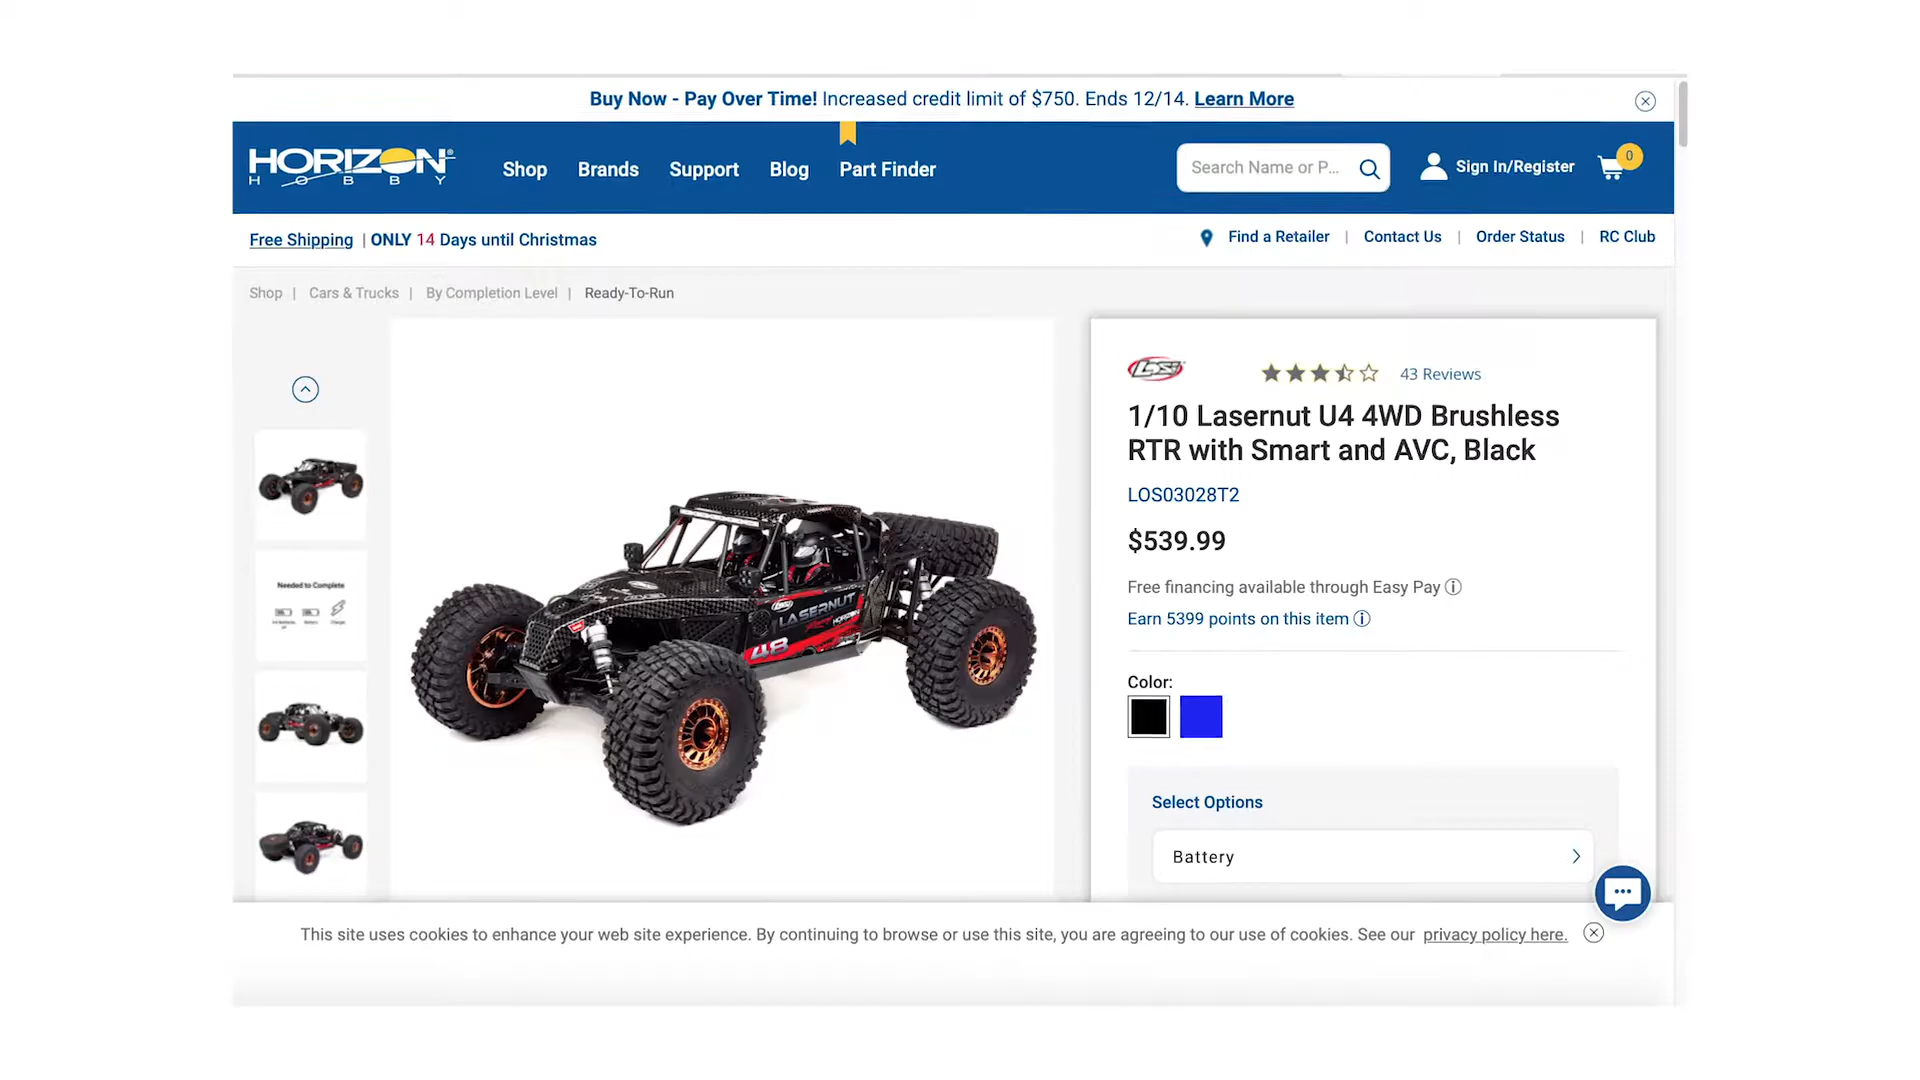 Buy Now - Pay Over Time! Increased credit limit of $750. Ends 12/14. Learn More
HORIZON®
HOBBY
Shop
Brands
Support
Blog
Part Finder
Search Name or P...
Sign In/Register
0
Free Shipping | ONLY 14 Days until Christmas
Find a Retailer | Contact Us | Order Status | RC Club
Shop | Cars & Trucks | By Completion Level | Ready-To-Run
Losi
43 Reviews
1/10 Lasernut U4 4WD Brushless
RTR with Smart and AVC, Black
LOS03028T2
$539.99
Free financing available through Easy Pay
Earn 5399 points on this item
Color:
Select Options
Battery
Needed to Complete
Losi
LASERNUT
HORIZON
48
This site uses cookies to enhance your web site experience. By continuing to browse or use this site, you are agreeing to our use of cookies. See our privacy policy here.